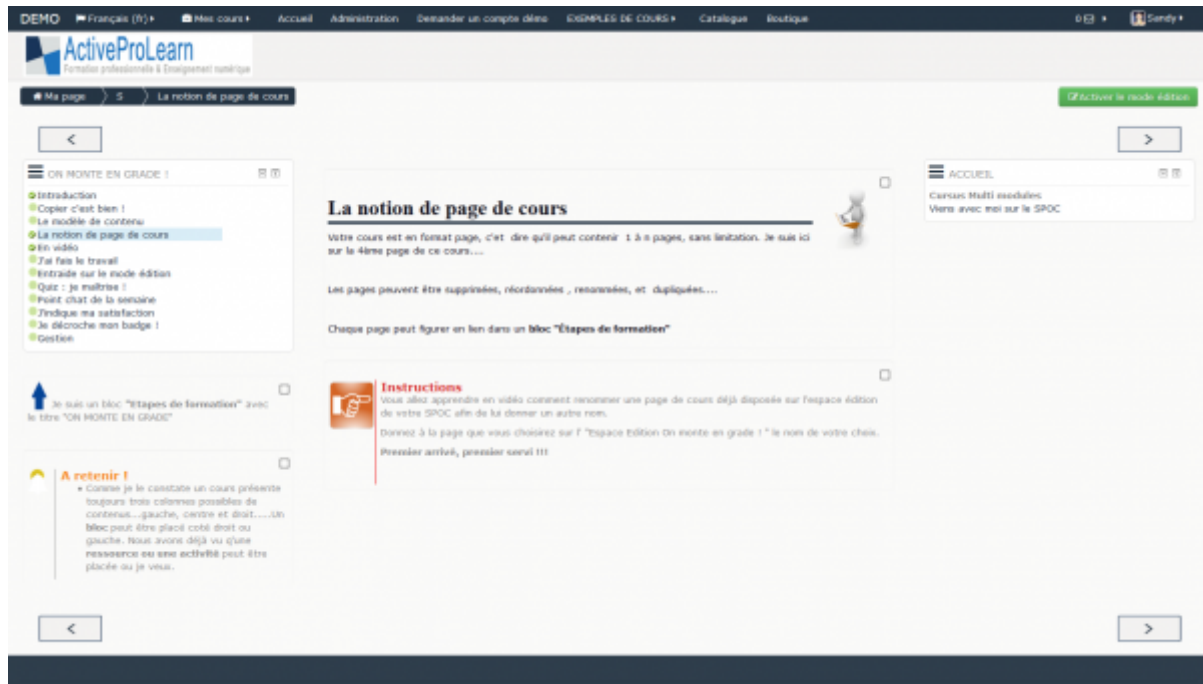 DEMO Français (fr) Mes cours Accueil Administration Demander un compte démo EXEMPLES DE COURS Catalogue Boutique 0 Sandy
ActiveProLearn
Formation professionnelle & Enseignement numérique
Ma page S La notion de page de cours Activer le mode édition
< >
ON MONTE EN GRADE !
Introduction
Copier c'est bien !
Le modèle de contenu
La notion de page de cours
En vidéo
J'ai fais le travail
Entraide sur le mode édition
Quiz : je maîtrise !
Point chat de la semaine
J'indique ma satisfaction
Je décroche mon badge !
Gestion
Je suis un bloc "Etapes de formation" avec
le titre "ON MONTE EN GRADE"
A retenir !
• Comme je le constate un cours présente
toujours trois colonnes possibles de
contenus...gauche, centre et droit.....Un
bloc peut être placé coté droit ou
gauche. Nous avons déjà vu q'une
ressource ou une activité peut être
placée ou je veux.
La notion de page de cours
Votre cours est en format page, c'et dire qu'il peut contenir 1 à n pages, sans limitation. Je suis ici
sur la 4ème page de ce cours....
Les pages peuvent être supprimées, réordonnées , renommées, et dupliquées....
Chaque page peut figurer en lien dans un bloc "Étapes de formation"
Instructions
Vous allez apprendre en vidéo comment renommer une page de cours déjà disposée sur l'espace édition
de votre SPOC afin de lui donner un autre nom.
Donnez à la page que vous choisirez sur l' "Espace Edition On monte en grade ! " le nom de votre choix.
Premier arrivé, premier servi !!!
ACCUEIL
Cursus Multi modules
Viens avec moi sur le SPOC
< >